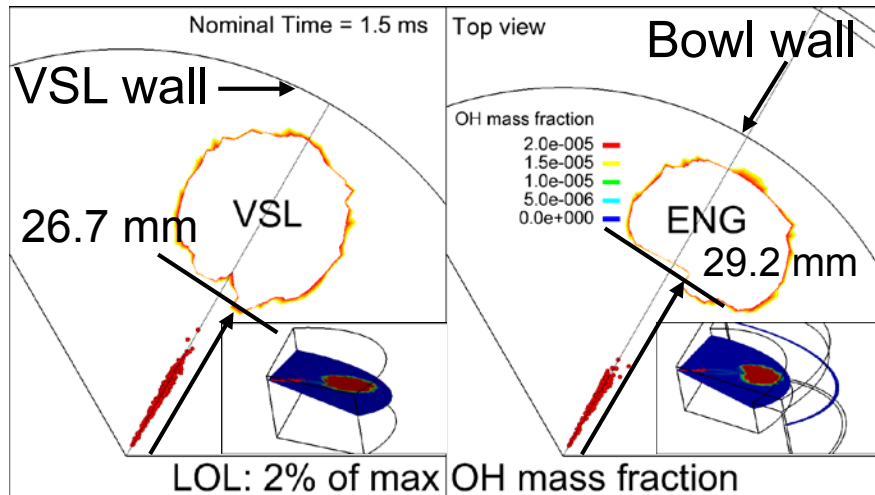 Nominal Time = 1.5 ms
VSL wall
VSL
26.7 mm
Top view
Bowl wall
OH mass fraction
2.0e-005
1.5e-005
1.0e-005
5.0e-006
0.0e+000
ENG
29.2 mm
LOL: 2% of max OH mass fraction